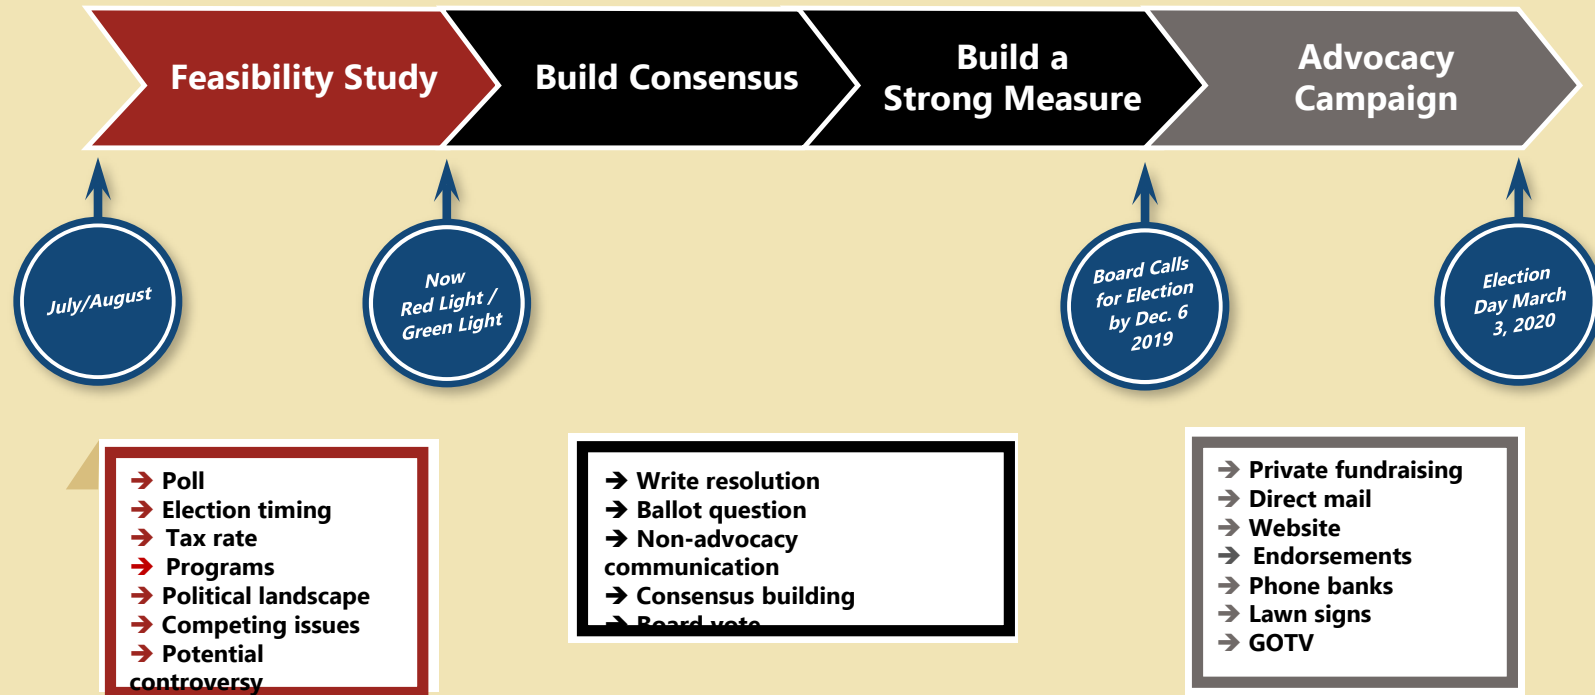 Feasibility Study
Build Consensus
Build a
Strong Measure
Advocacy
Campaign
July/August
Now
Red Light /
Green Light
Board Calls
for Election
by Dec. 6
2019
Election
Day March
3, 2020
→ Poll
→ Election timing
→ Tax rate
→ Programs
→ Political landscape
→ Competing issues
→ Potential
controversy
→ Write resolution
→ Ballot question
→ Non-advocacy
communication
→ Consensus building
→ Board vote
→ Private fundraising
→ Direct mail
→ Website
→ Endorsements
→ Phone banks
→ Lawn signs
→ GOTV